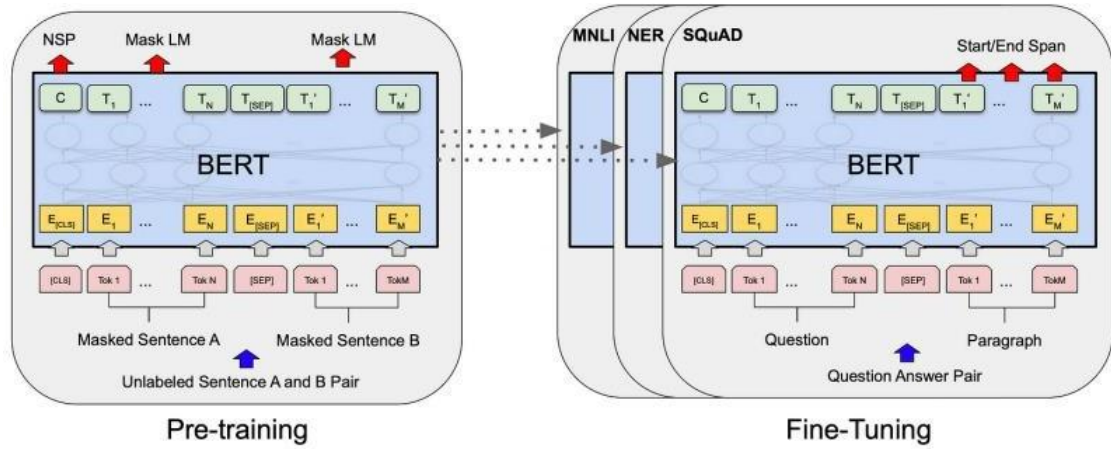 NSP Mask LM Mask LM
C T1 ... TN T[SEP] T1' ... TM'
BERT
E[CLS] E1 ... EN E[SEP] E1' ... EM'
[CLS] Tok 1 ... Tok N [SEP] Tok 1 ... TokM
Masked Sentence A Masked Sentence B
Unlabeled Sentence A and B Pair
Pre-training
MNLI NER SQuAD
Start/End Span
C T1 ... TN T[SEP] T1' ... TM'
BERT
E[CLS] E1 ... EN E[SEP] E1' ... EM'
[CLS] Tok 1 ... Tok N [SEP] Tok 1 ... TokM
Question Paragraph
Question Answer Pair
Fine-Tuning